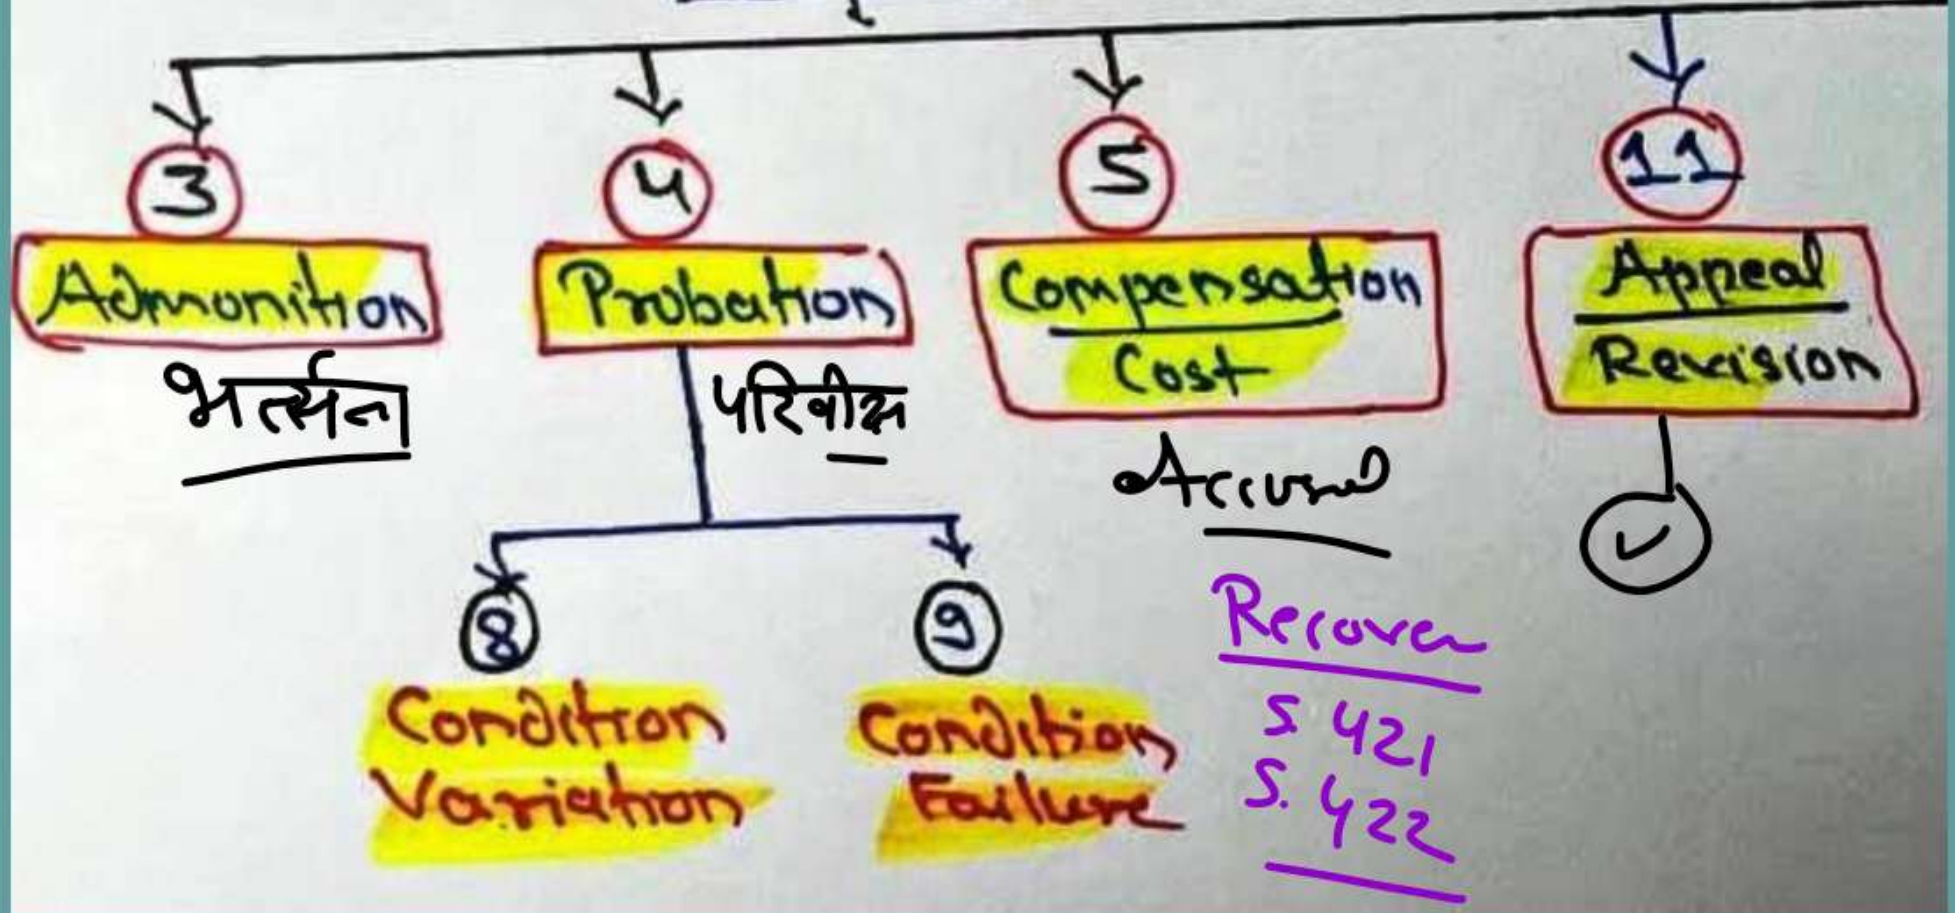 3
4
5
11
Admonition
Probation
Compensation
Cost
Appeal
Revision
भर्त्सना
परिवीक्ष
Accused
8
9
Condition
Variation
Condition
Failure
Recover
S. 421
S. 422